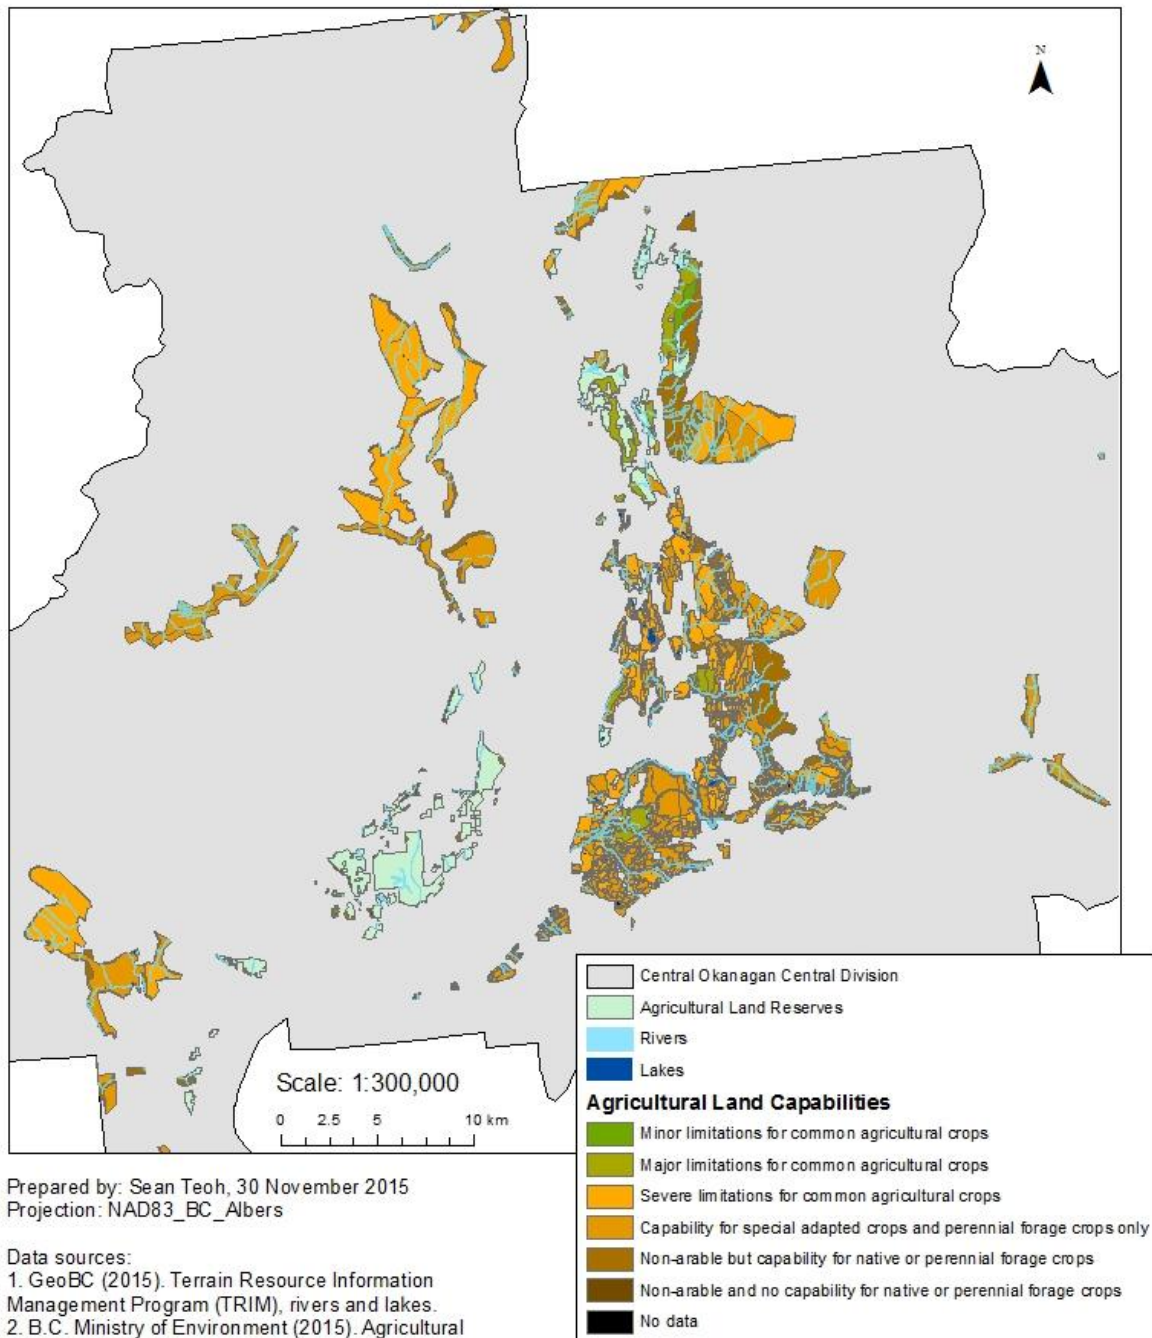 N
Central Okanagan Central Division
Agricultural Land Reserves
Rivers
Lakes
Agricultural Land Capabilities
Minor limitations for common agricultural crops
Major limitations for common agricultural crops
Severe limitations for common agricultural crops
Capability for special adapted crops and perennial forage crops only
Non-arable but capability for native or perennial forage crops
Non-arable and no capability for native or perennial forage crops
No data
Scale: 1:300,000
0 2.5 5 10 km
Prepared by: Sean Teoh, 30 November 2015
Projection: NAD83_BC_Albers
Data sources:
1. GeoBC (2015). Terrain Resource Information
Management Program (TRIM), rivers and lakes.
2. B.C. Ministry of Environment (2015). Agricultural